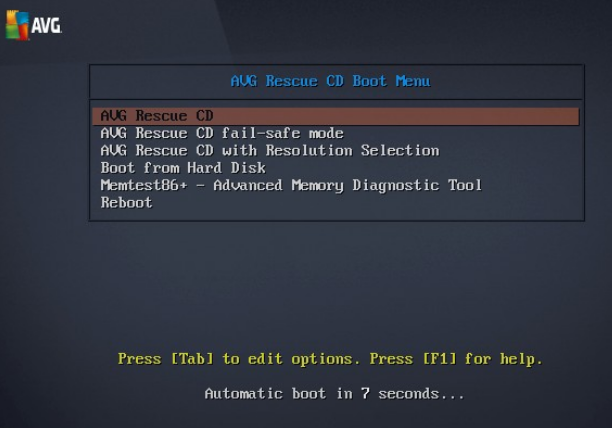 AVG.
AVG Rescue CD Boot Menu
AVG Rescue CD
AVG Rescue CD fail-safe mode
AVG Rescue CD with Resolution Selection
Boot from Hard Disk
Memtest86+ - Advanced Memory Diagnostic Tool
Reboot
Press [Tab] to edit options. Press [F1] for help.
Automatic boot in 7 seconds...